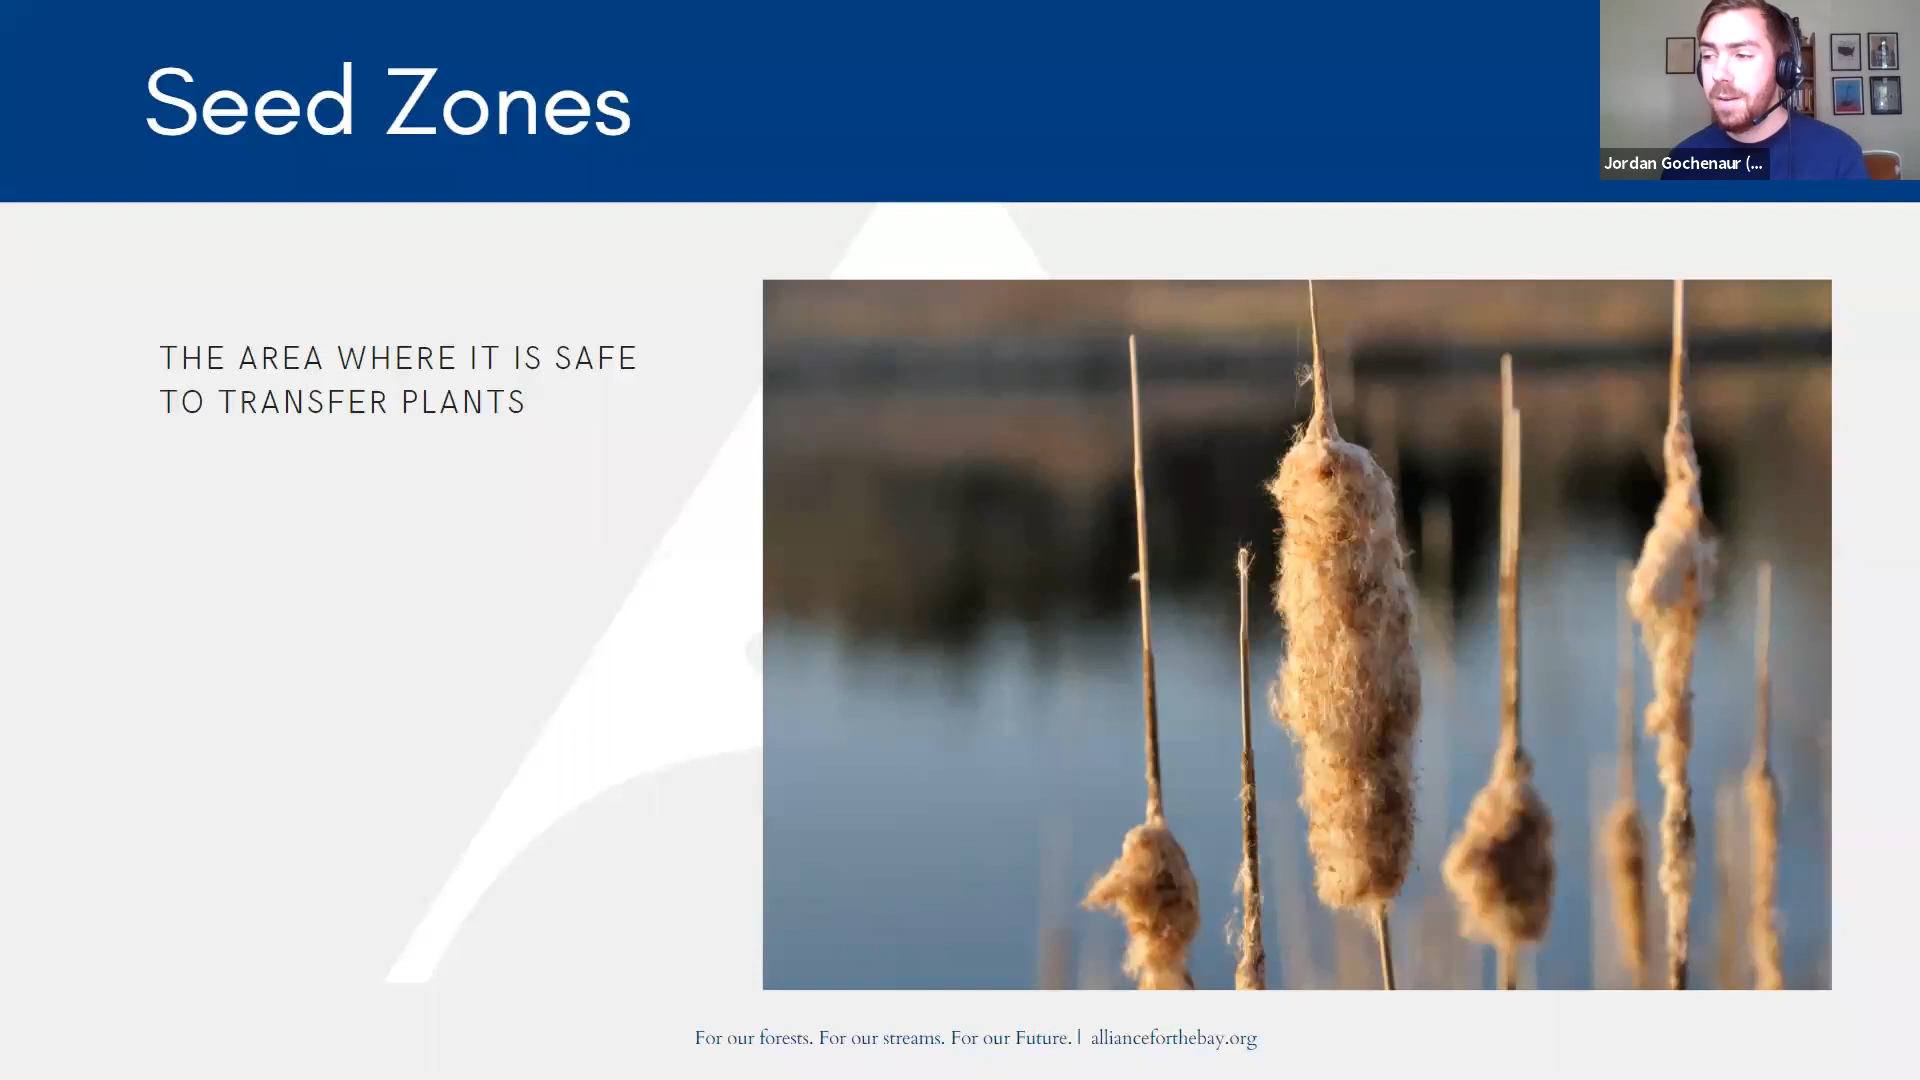 Seed Zones
Jordan Gochenaur (...
THE AREA WHERE IT IS SAFE
TO TRANSFER PLANTS
For our forests. For our streams. For our Future. | allianceforthebay.org